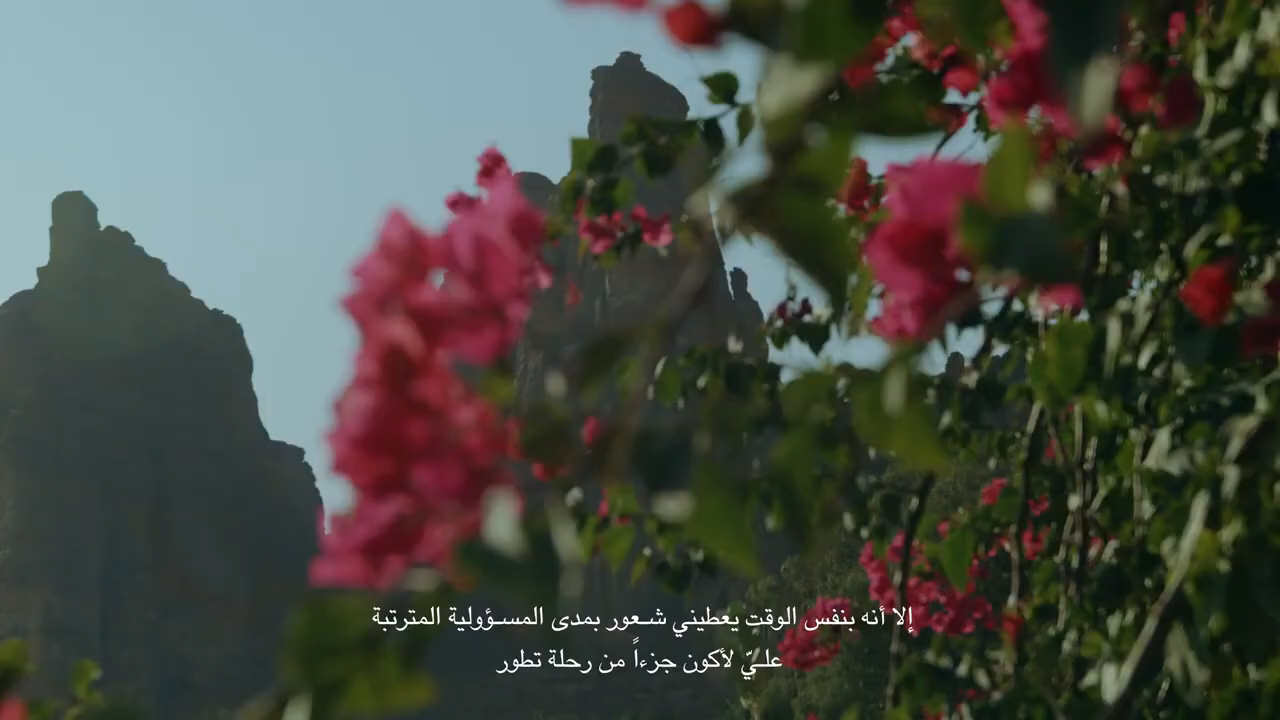 إلا أنه بنفس الوقت يعطيني شعور بمدى المسؤولية المترتبة
عليّ لأكون جزءاً من رحلة تطور